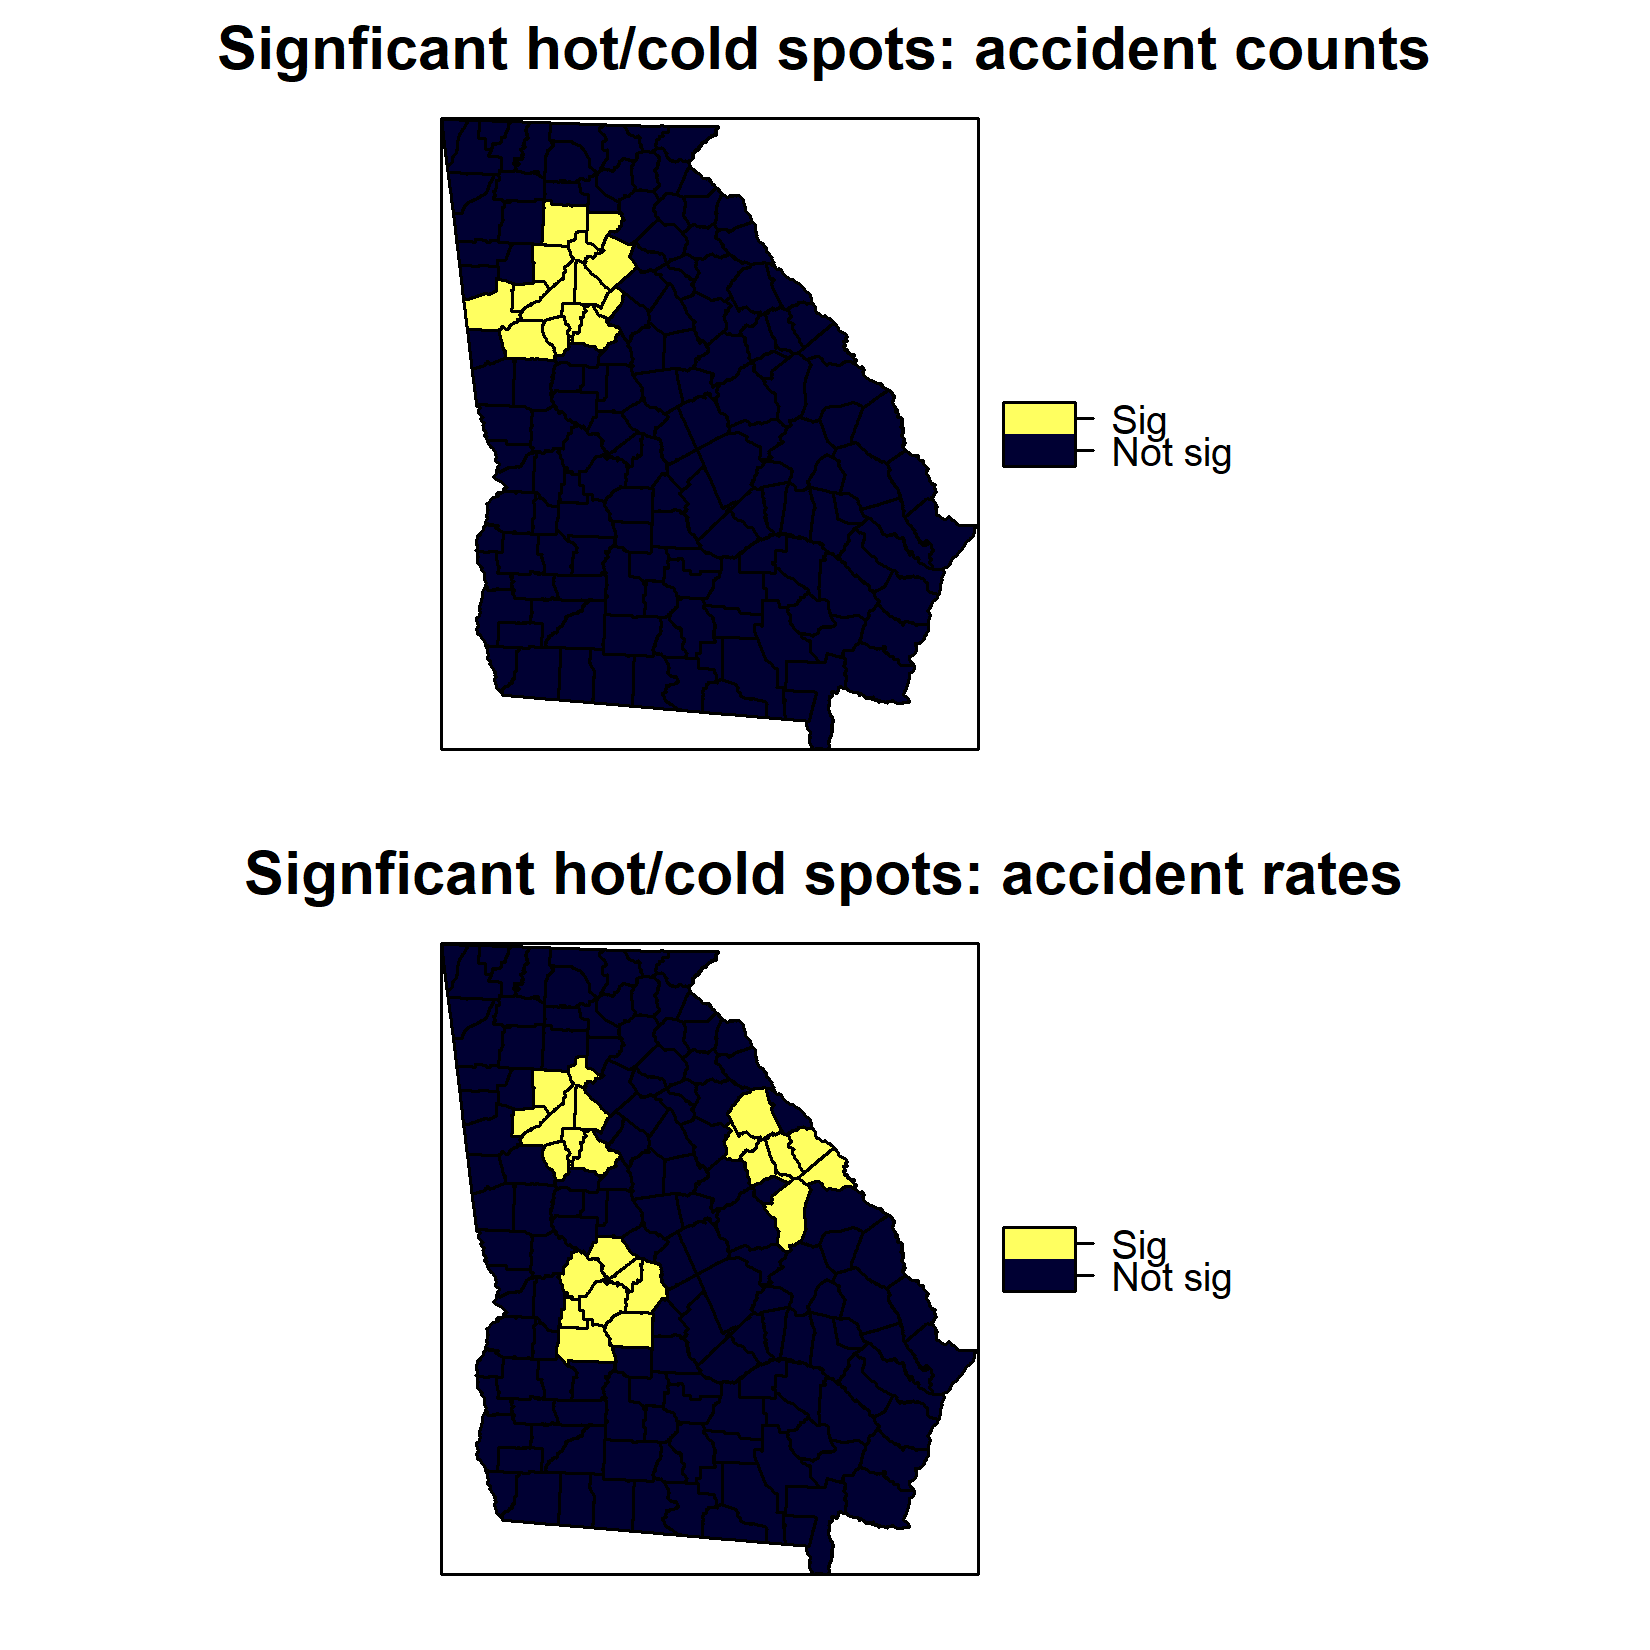 Signficant hot/cold spots: accident counts
Sig
Not sig
Signficant hot/cold spots: accident rates
Sig
Not sig